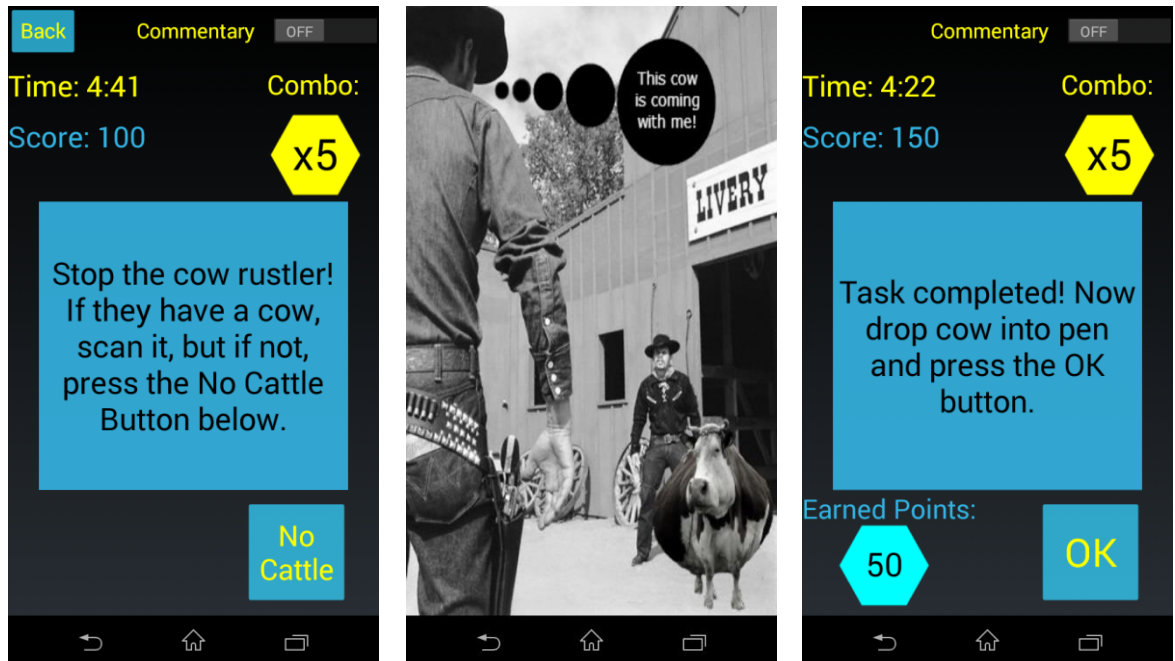 Back
Commentary
OFF
Time: 4:41
Combo:
Score: 100
x5
Stop the cow rustler!
If they have a cow,
scan it, but if not,
press the No Cattle
Button below.
No
Cattle
This cow
is coming
with me!
LIVERY
Commentary
OFF
Time: 4:22
Combo:
Score: 150
x5
Task completed! Now
drop cow into pen
and press the OK
button.
Earned Points:
50
OK